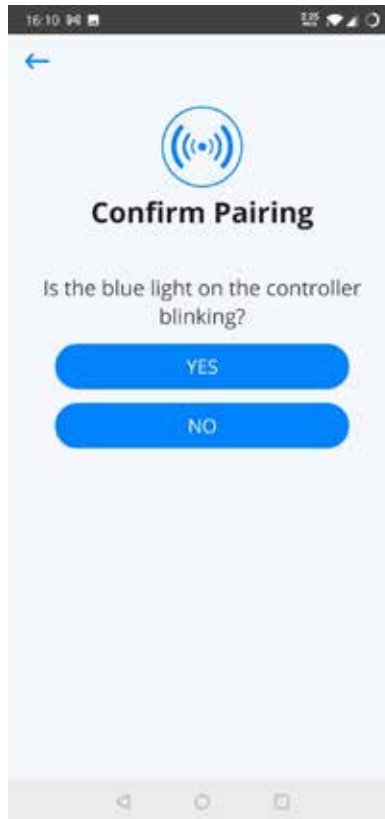 16:10
Confirm Pairing
Is the blue light on the controller
blinking?
YES
NO